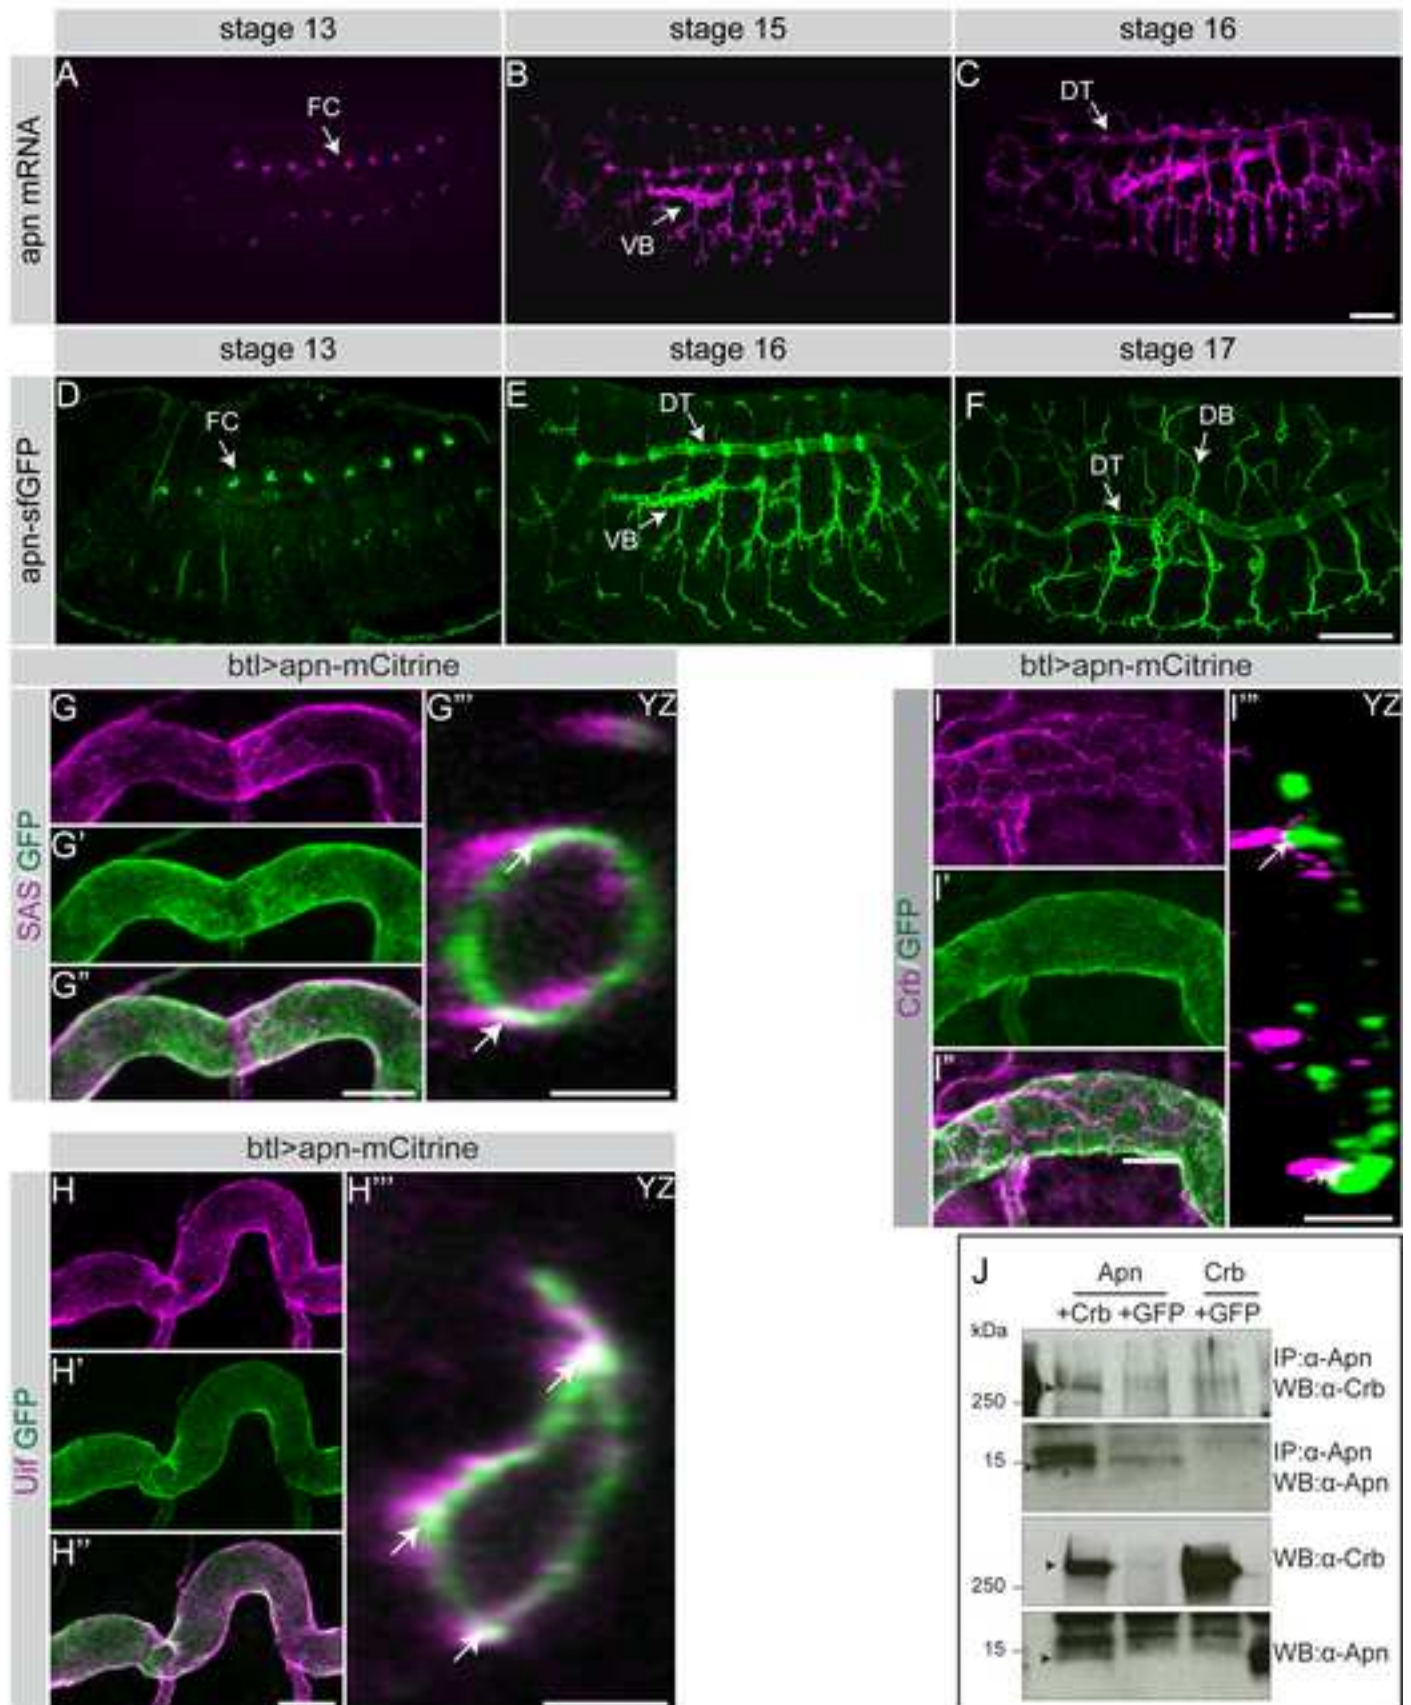 stage 13 stage 15 stage 16
apn mRNA
A FC
B VB
C DT
stage 13 stage 16 stage 17
apn-sfGFP
D FC
E DT VB
F DT DB
btl>apn-mCitrine
SAS GFP
G G''' YZ
G'
G''
btl>apn-mCitrine
Crb/GFP
I I''' YZ
I'
I''
btl>apn-mCitrine
Uif GFP
H H''' YZ
H'
H''
J Apn Crb
+Crb +GFP +GFP
kDa
IP:α-Apn
WB:α-Crb
250
IP:α-Apn
15
WB:α-Apn
WB:α-Crb
250
15 WB:α-Apn